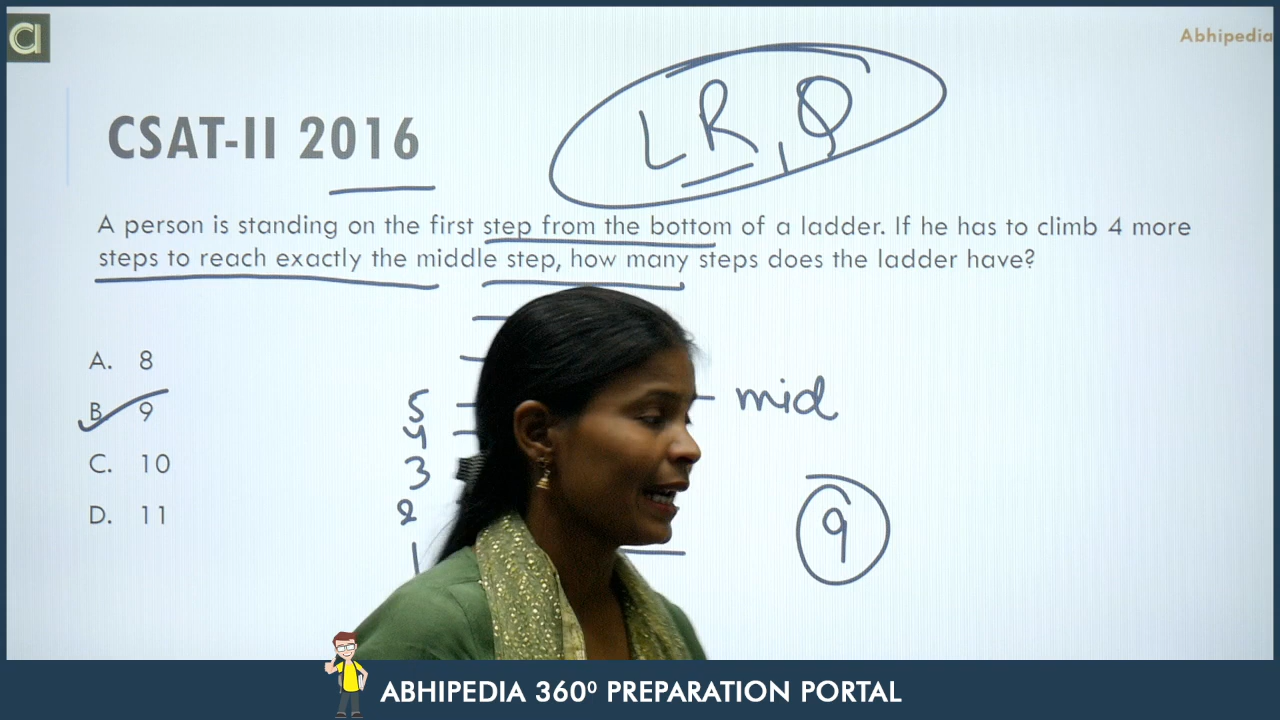 CI
Abhipedia
CSAT-II 2016
LR, Q
A person is standing on the first step from the bottom of a ladder. If he has to climb 4 more
steps to reach exactly the middle step, how many steps does the ladder have?
A. 8
B. 9
C. 10
D. 11
5
4
3
2
1
mid
9
ABHIPEDIA 360º PREPARATION PORTAL